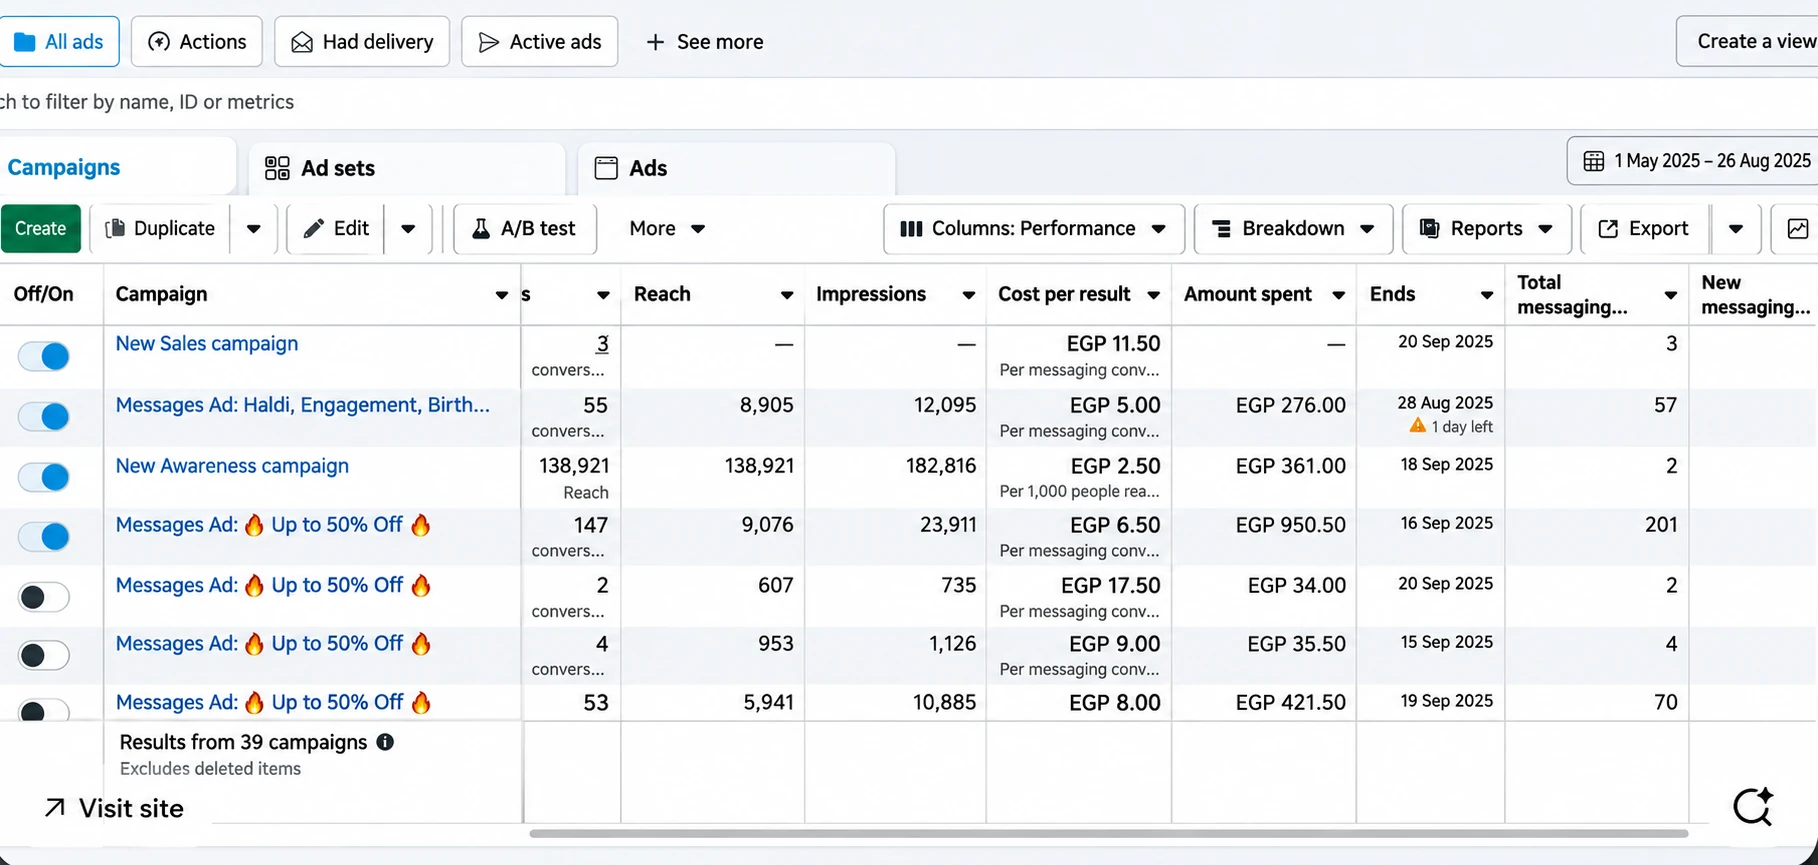 All ads Actions Had delivery Active ads + See more Create a view
ch to filter by name, ID or metrics
Campaigns Ad sets Ads 1 May 2025 – 26 Aug 2025
Create Duplicate Edit A/B test More Columns: Performance Breakdown Reports Export
Off/On Campaign s Reach Impressions Cost per result Amount spent Ends Total messaging... New messaging...
New Sales campaign 3 — — EGP 11.50 — 20 Sep 2025 3
convers... Per messaging conv...
Messages Ad: Haldi, Engagement, Birth... 55 8,905 12,095 EGP 5.00 EGP 276.00 28 Aug 2025 57
convers... Per messaging conv... 1 day left
New Awareness campaign 138,921 138,921 182,816 EGP 2.50 EGP 361.00 18 Sep 2025 2
Reach Per 1,000 people rea...
Messages Ad: 🔥 Up to 50% Off 🔥 147 9,076 23,911 EGP 6.50 EGP 950.50 16 Sep 2025 201
convers... Per messaging conv...
Messages Ad: 🔥 Up to 50% Off 🔥 2 607 735 EGP 17.50 EGP 34.00 20 Sep 2025 2
convers... Per messaging conv...
Messages Ad: 🔥 Up to 50% Off 🔥 4 953 1,126 EGP 9.00 EGP 35.50 15 Sep 2025 4
convers... Per messaging conv...
Messages Ad: 🔥 Up to 50% Off 🔥 53 5,941 10,885 EGP 8.00 EGP 421.50 19 Sep 2025 70
Results from 39 campaigns
Excludes deleted items
Visit site